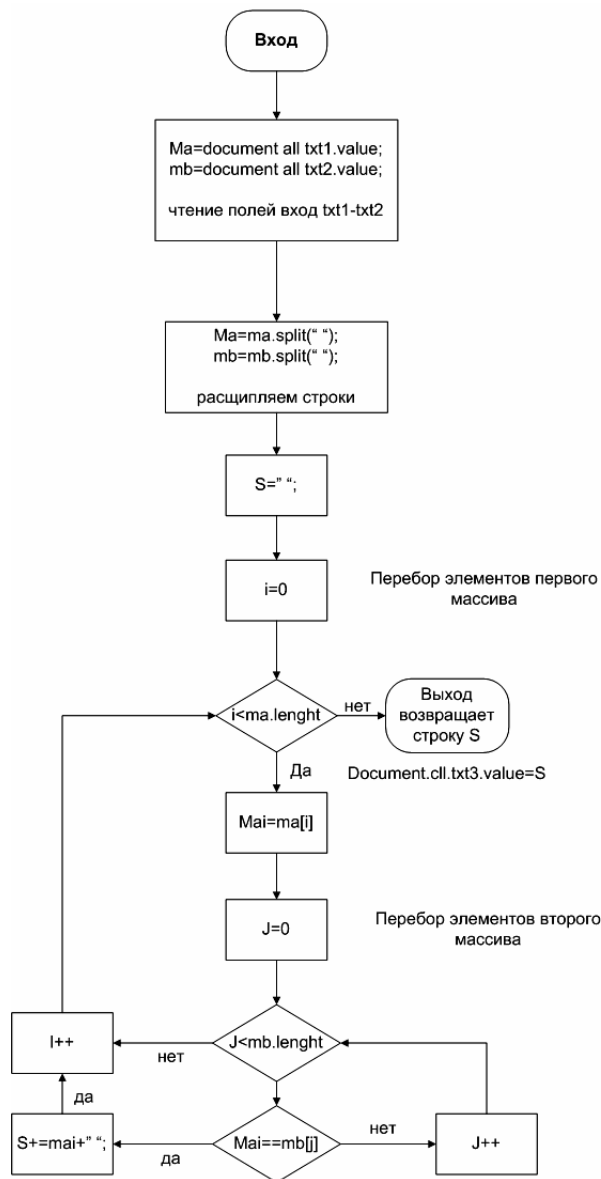 Вход
Ma=document all txt1.value;
mb=document all txt2.value;
чтение полей вход txt1-txt2
Ma=ma.split(“ “);
mb=mb.split(“ “);
расщипляем строки
S=” “;
i=0
Перебор элементов первого
массива
i<ma.lenght
нет
Выход
возвращает
строку S
Да
Document.cll.txt3.value=S
Mai=ma[i]
J=0
Перебор элементов второго
массива
I++
нет
J<mb.lenght
да
S+=mai+” “;
да
Mai==mb[j]
нет
J++